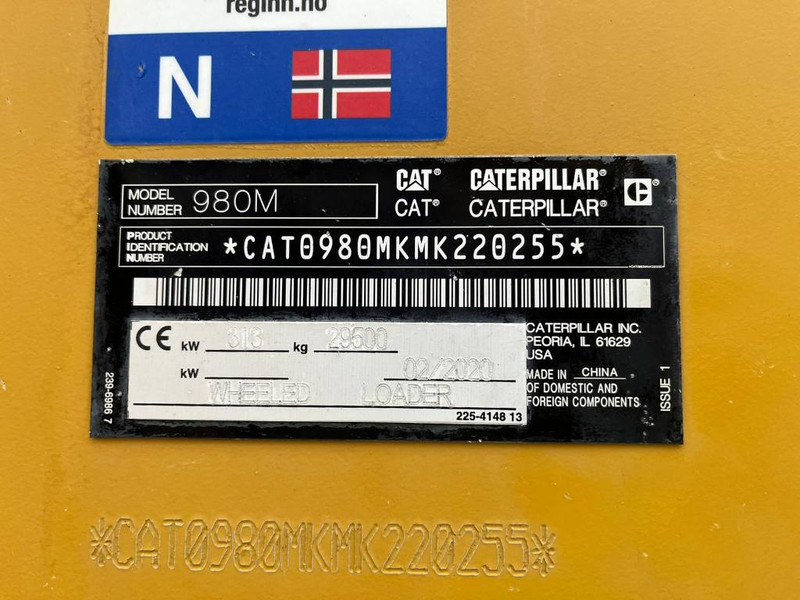 reginn.no
N
CAT® CATERPILLAR®
MODEL NUMBER 980M
CAT® CATERPILLAR®
PRODUCT IDENTIFICATION NUMBER *CAT0980MKMK220255*
CE kW 313 kg 29500
kW 02/2020
WHEELED LOADER
225-4148 13
CATERPILLAR INC.
PEORIA, IL 61629
USA
MADE IN CHINA
OF DOMESTIC AND
FOREIGN COMPONENTS
ISSUE 1
239-6986 7
*CAT0980MKMK220255*